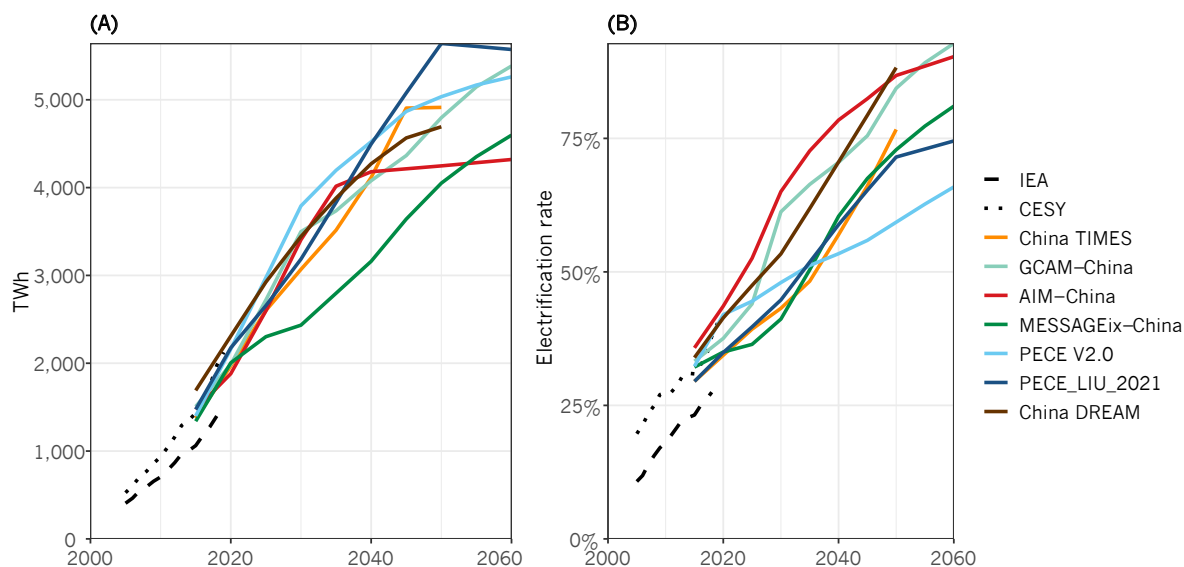 (A)
(B)
TWh
5,000
4,000
3,000
2,000
1,000
0
2000
2020
2040
2060
Electrification rate
75%
50%
25%
0%
2000
2020
2040
2060
IEA
CESY
China TIMES
GCAM–China
AIM–China
MESSAGEix–China
PECE V2.0
PECE_LIU_2021
China DREAM